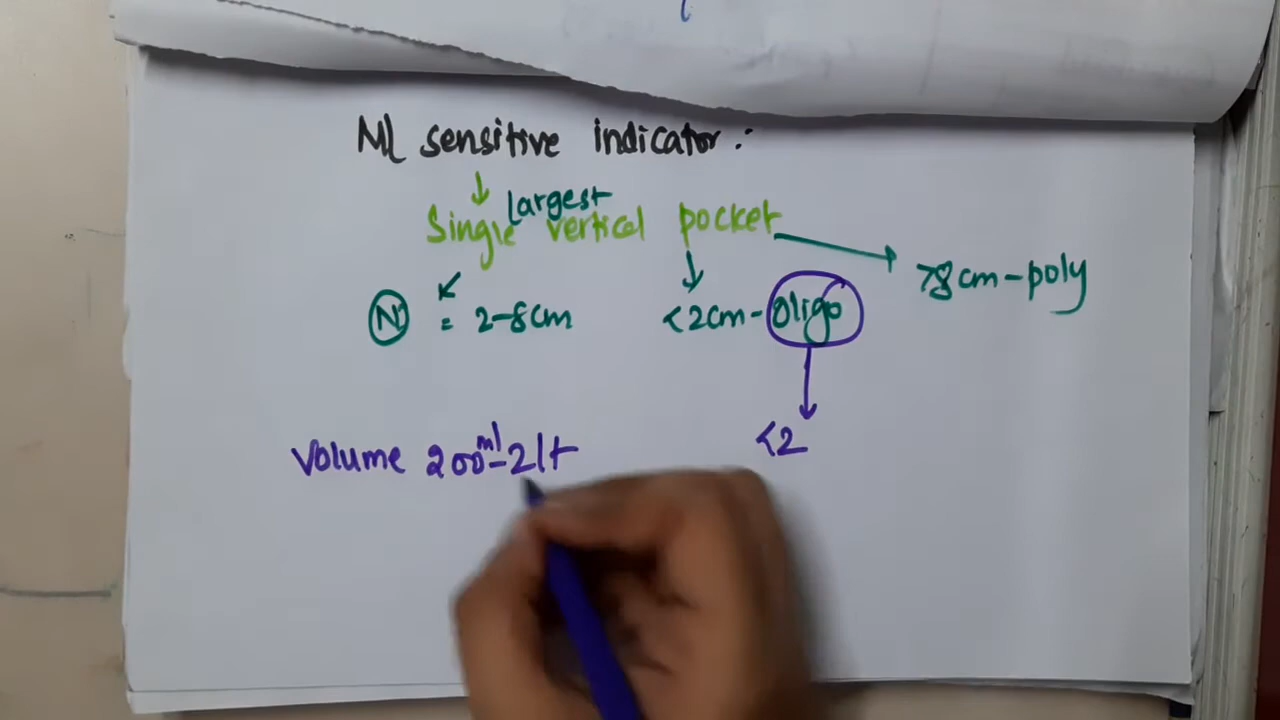 Ml sensitive indicator :
largest
Single vertical pocket
N = 2-8cm
<2cm-oligo
>8cm-poly
Volume 200ml-2lt
<2